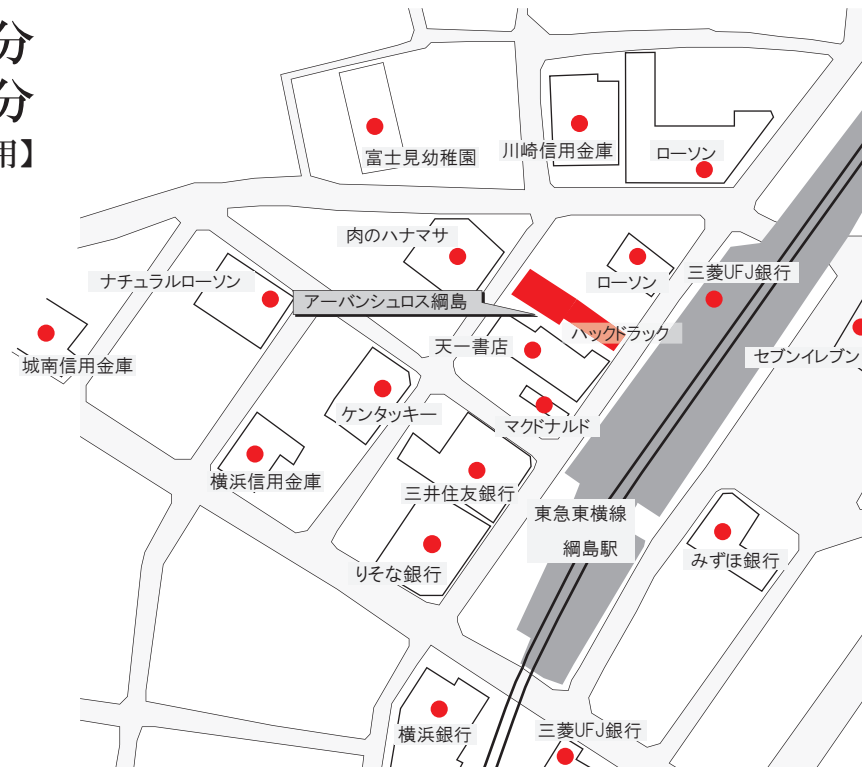 分
分
用】
富士見幼稚園
川崎信用金庫
ローソン
肉のハナマサ
ナチュラルローソン
ローソン
三菱UFJ銀行
アーバンシュロス綱島
ハックドラック
天一書店
セブンイレブン
城南信用金庫
ケンタッキー
マクドナルド
横浜信用金庫
三井住友銀行
東急東横線
綱島駅
りそな銀行
みずほ銀行
横浜銀行
三菱UFJ銀行